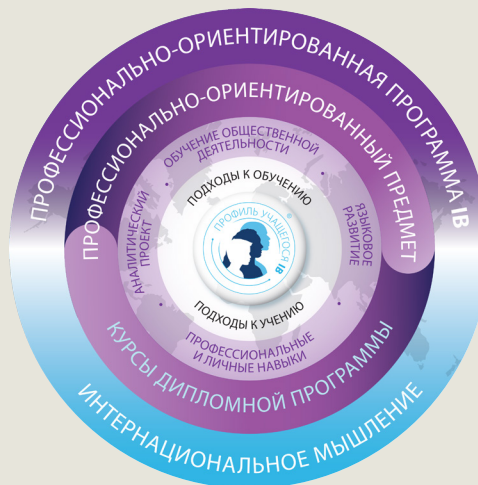 ПРОФЕССИОНАЛЬНО-ОРИЕНТИРОВАННАЯ ПРОГРАММА IB
ПРОФЕССИОНАЛЬНО-ОРИЕНТИРОВАННЫЙ ПРЕДМЕТ
ОБУЧЕНИЕ ОБЩЕСТВЕННОЙ
ДЕЯТЕЛЬНОСТИ
ПОДХОДЫ К ОБУЧЕНИЮ
АНАЛИТИЧЕСКИЙ
ПРОЕКТ
ПРОФИЛЬ УЧАЩЕГОСЯ IB
®
ЯЗЫКОВОЕ
РАЗВИТИЕ
ПОДХОДЫ К УЧЕНИЮ
ПРОФЕССИОНАЛЬНЫЕ
И ЛИЧНЫЕ НАВЫКИ
КУРСЫ ДИПЛОМНОЙ ПРОГРАММЫ
ИНТЕРНАЦИОНАЛЬНОЕ МЫШЛЕНИЕ